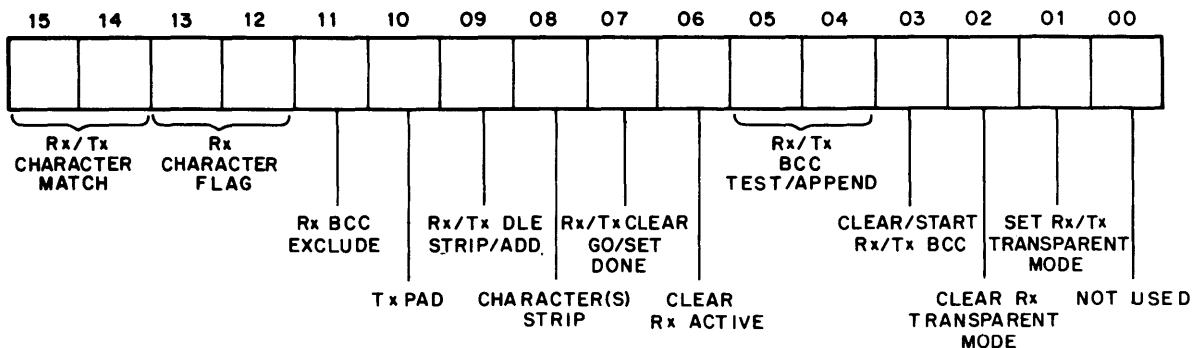 15 14 13 12 11 10 09 08 07 06 05 04 03 02 01 00
Rx/Tx
CHARACTER
MATCH
Rx
CHARACTER
FLAG
Rx/Tx
BCC
TEST/APPEND
Rx BCC
EXCLUDE
Rx/Tx DLE
STRIP/ADD
Rx/Tx CLEAR
GO/SET
DONE
CLEAR/START
Rx/Tx BCC
SET Rx/Tx
TRANSPARENT
MODE
Tx PAD
CHARACTER(S)
STRIP
CLEAR
Rx ACTIVE
CLEAR Rx
TRANSPARENT
MODE
NOT USED